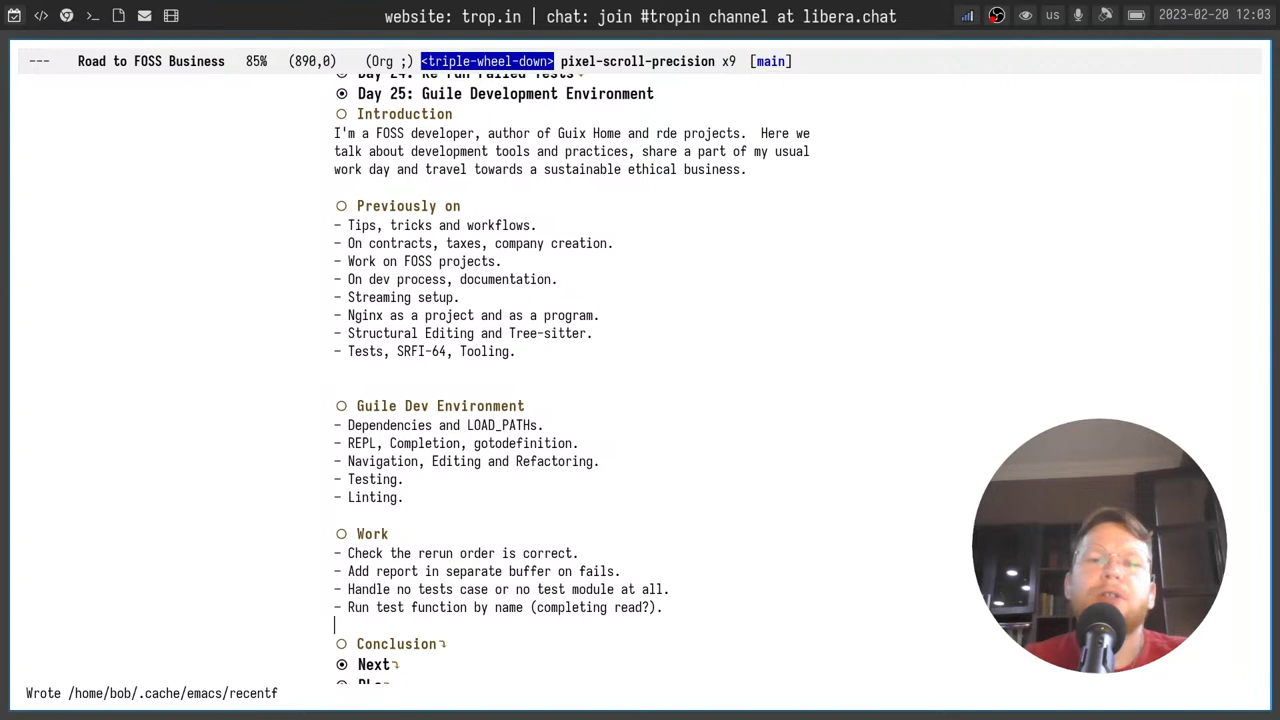 website: trop.in | chat: join #tropin channel at libera.chat
us
2023-02-20 12:03
--- Road to FOSS Business 85% (890,0) (Org ;) <triple-wheel-down> pixel-scroll-precision x9 [main]
Day 24: Re-run Failed Tests
Day 25: Guile Development Environment
Introduction
I'm a FOSS developer, author of Guix Home and rde projects. Here we
talk about development tools and practices, share a part of my usual
work day and travel towards a sustainable ethical business.
Previously on
- Tips, tricks and workflows.
- On contracts, taxes, company creation.
- Work on FOSS projects.
- On dev process, documentation.
- Streaming setup.
- Nginx as a project and as a program.
- Structural Editing and Tree-sitter.
- Tests, SRFI-64, Tooling.
Guile Dev Environment
- Dependencies and LOAD_PATHs.
- REPL, Completion, gotodefinition.
- Navigation, Editing and Refactoring.
- Testing.
- Linting.
Work
- Check the rerun order is correct.
- Add report in separate buffer on fails.
- Handle no tests case or no test module at all.
- Run test function by name (completing read?).
Conclusion
Next
Wrote /home/bob/.cache/emacs/recentf